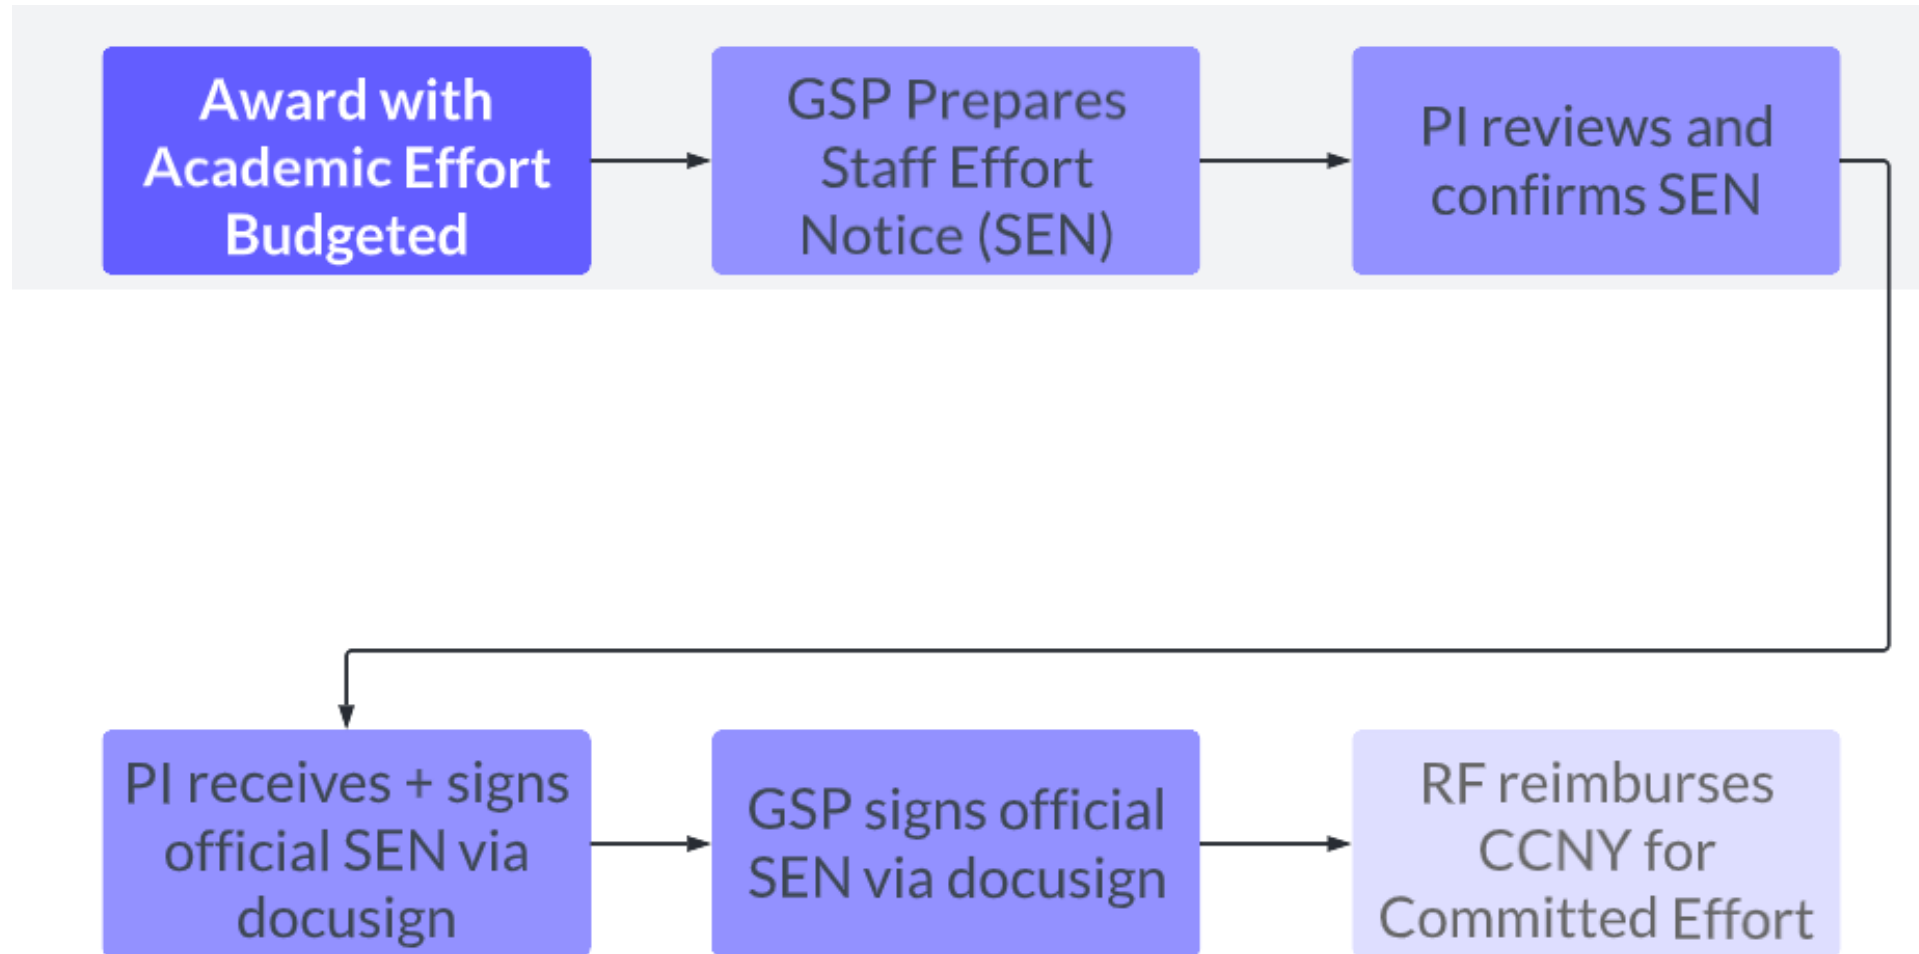 Award with
Academic Effort
Budgeted
GSP Prepares
Staff Effort
Notice (SEN)
PI reviews and
confirms SEN
PI receives + signs
official SEN via
docusign
GSP signs official
SEN via docusign
RF reimburses
CCNY for
Committed Effort